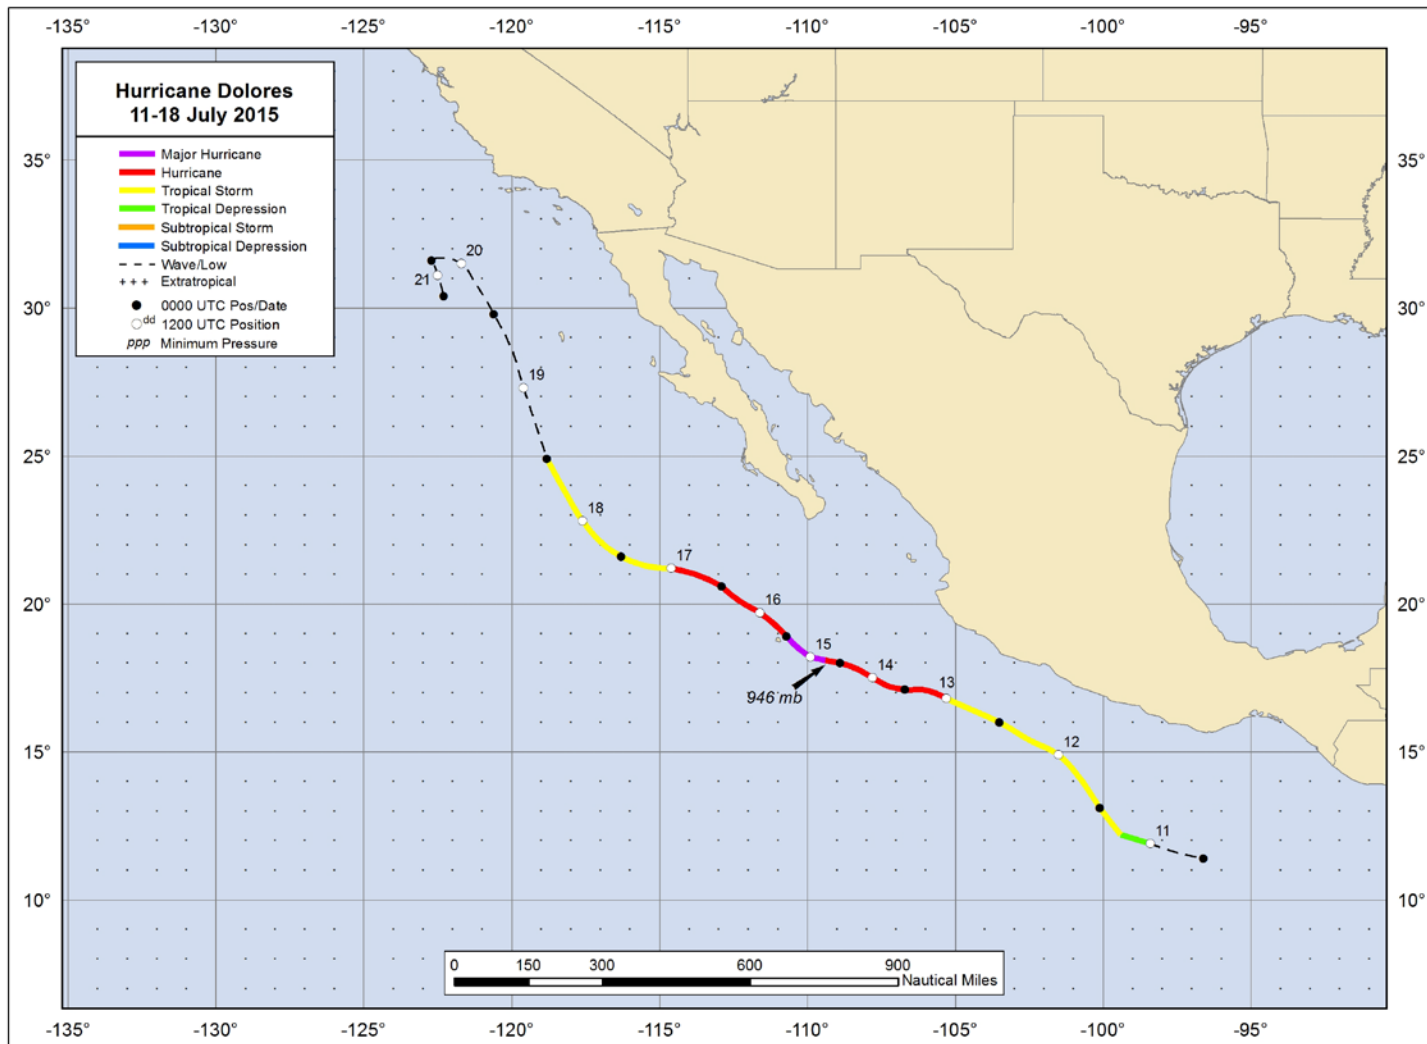 -135° -130° -125° -120° -115° -110° -105° -100° -95°
Hurricane Dolores
11-18 July 2015
Major Hurricane
Hurricane
Tropical Storm
Tropical Depression
Subtropical Storm
Subtropical Depression
Wave/Low
+++ Extratropical
0000 UTC Pos/Date
dd 1200 UTC Position
ppp Minimum Pressure
35° 35°
20
21
30° 30°
19
25° 25°
18
17
20° 16 20°
15
14
946 mb
13
15° 12 15°
11
10° 10°
0 150 300 600 900
Nautical Miles
-135° -130° -125° -120° -115° -110° -105° -100° -95°